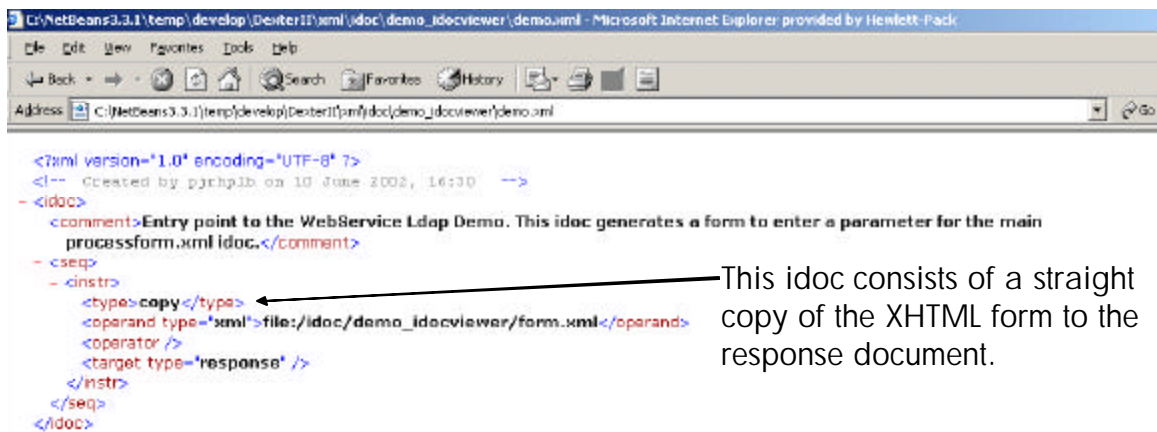 C:\NetBeans3.3.1\temp\develop\DexterII\xml\idoc\demo_idocviewer\demo.xml - Microsoft Internet Explorer provided by Hewlett-Pack
File Edit View Favorites Tools Help
Back Search Favorites History
Address C:\NetBeans3.3.1\temp\develop\DexterII\xml\idoc\demo_idocviewer\demo.xml Go
<?xml version="1.0" encoding="UTF-8" ?>
<!-- Created by pjrhplb on 10 June 2002, 16:30 -->
- <idoc>
<comment>Entry point to the WebService Ldap Demo. This idoc generates a form to enter a parameter for the main
processform.xml idoc.</comment>
- <seq>
- <instr>
<type>copy</type>
<operand type="xml">file:/idoc/demo_idocviewer/form.xml</operand>
<operator />
<target type="response" />
</instr>
</seq>
</idoc>
This idoc consists of a straight
copy of the XHTML form to the
response document.